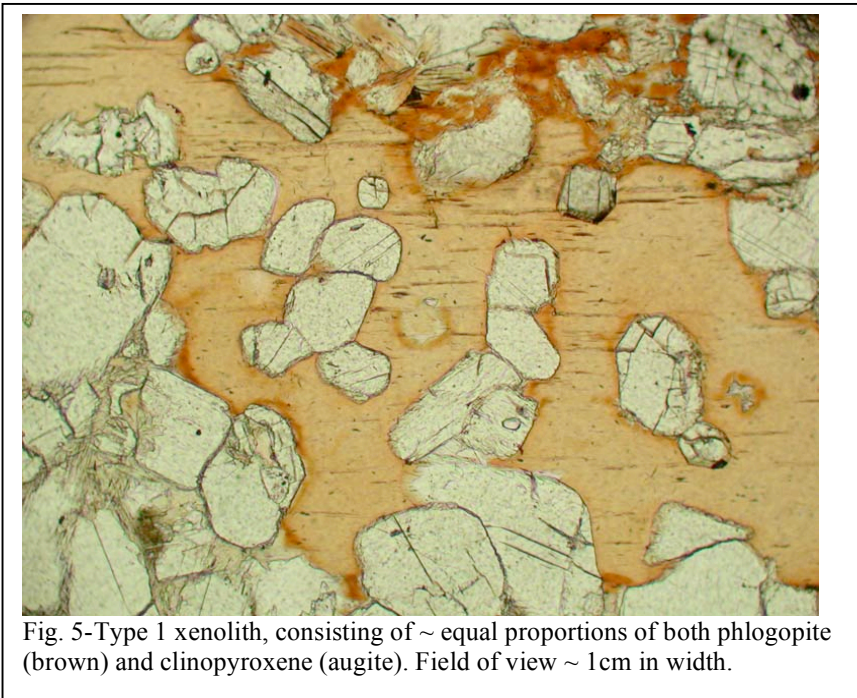 Fig. 5-Type 1 xenolith, consisting of ~ equal proportions of both phlogopite
(brown) and clinopyroxene (augite). Field of view ~ 1cm in width.